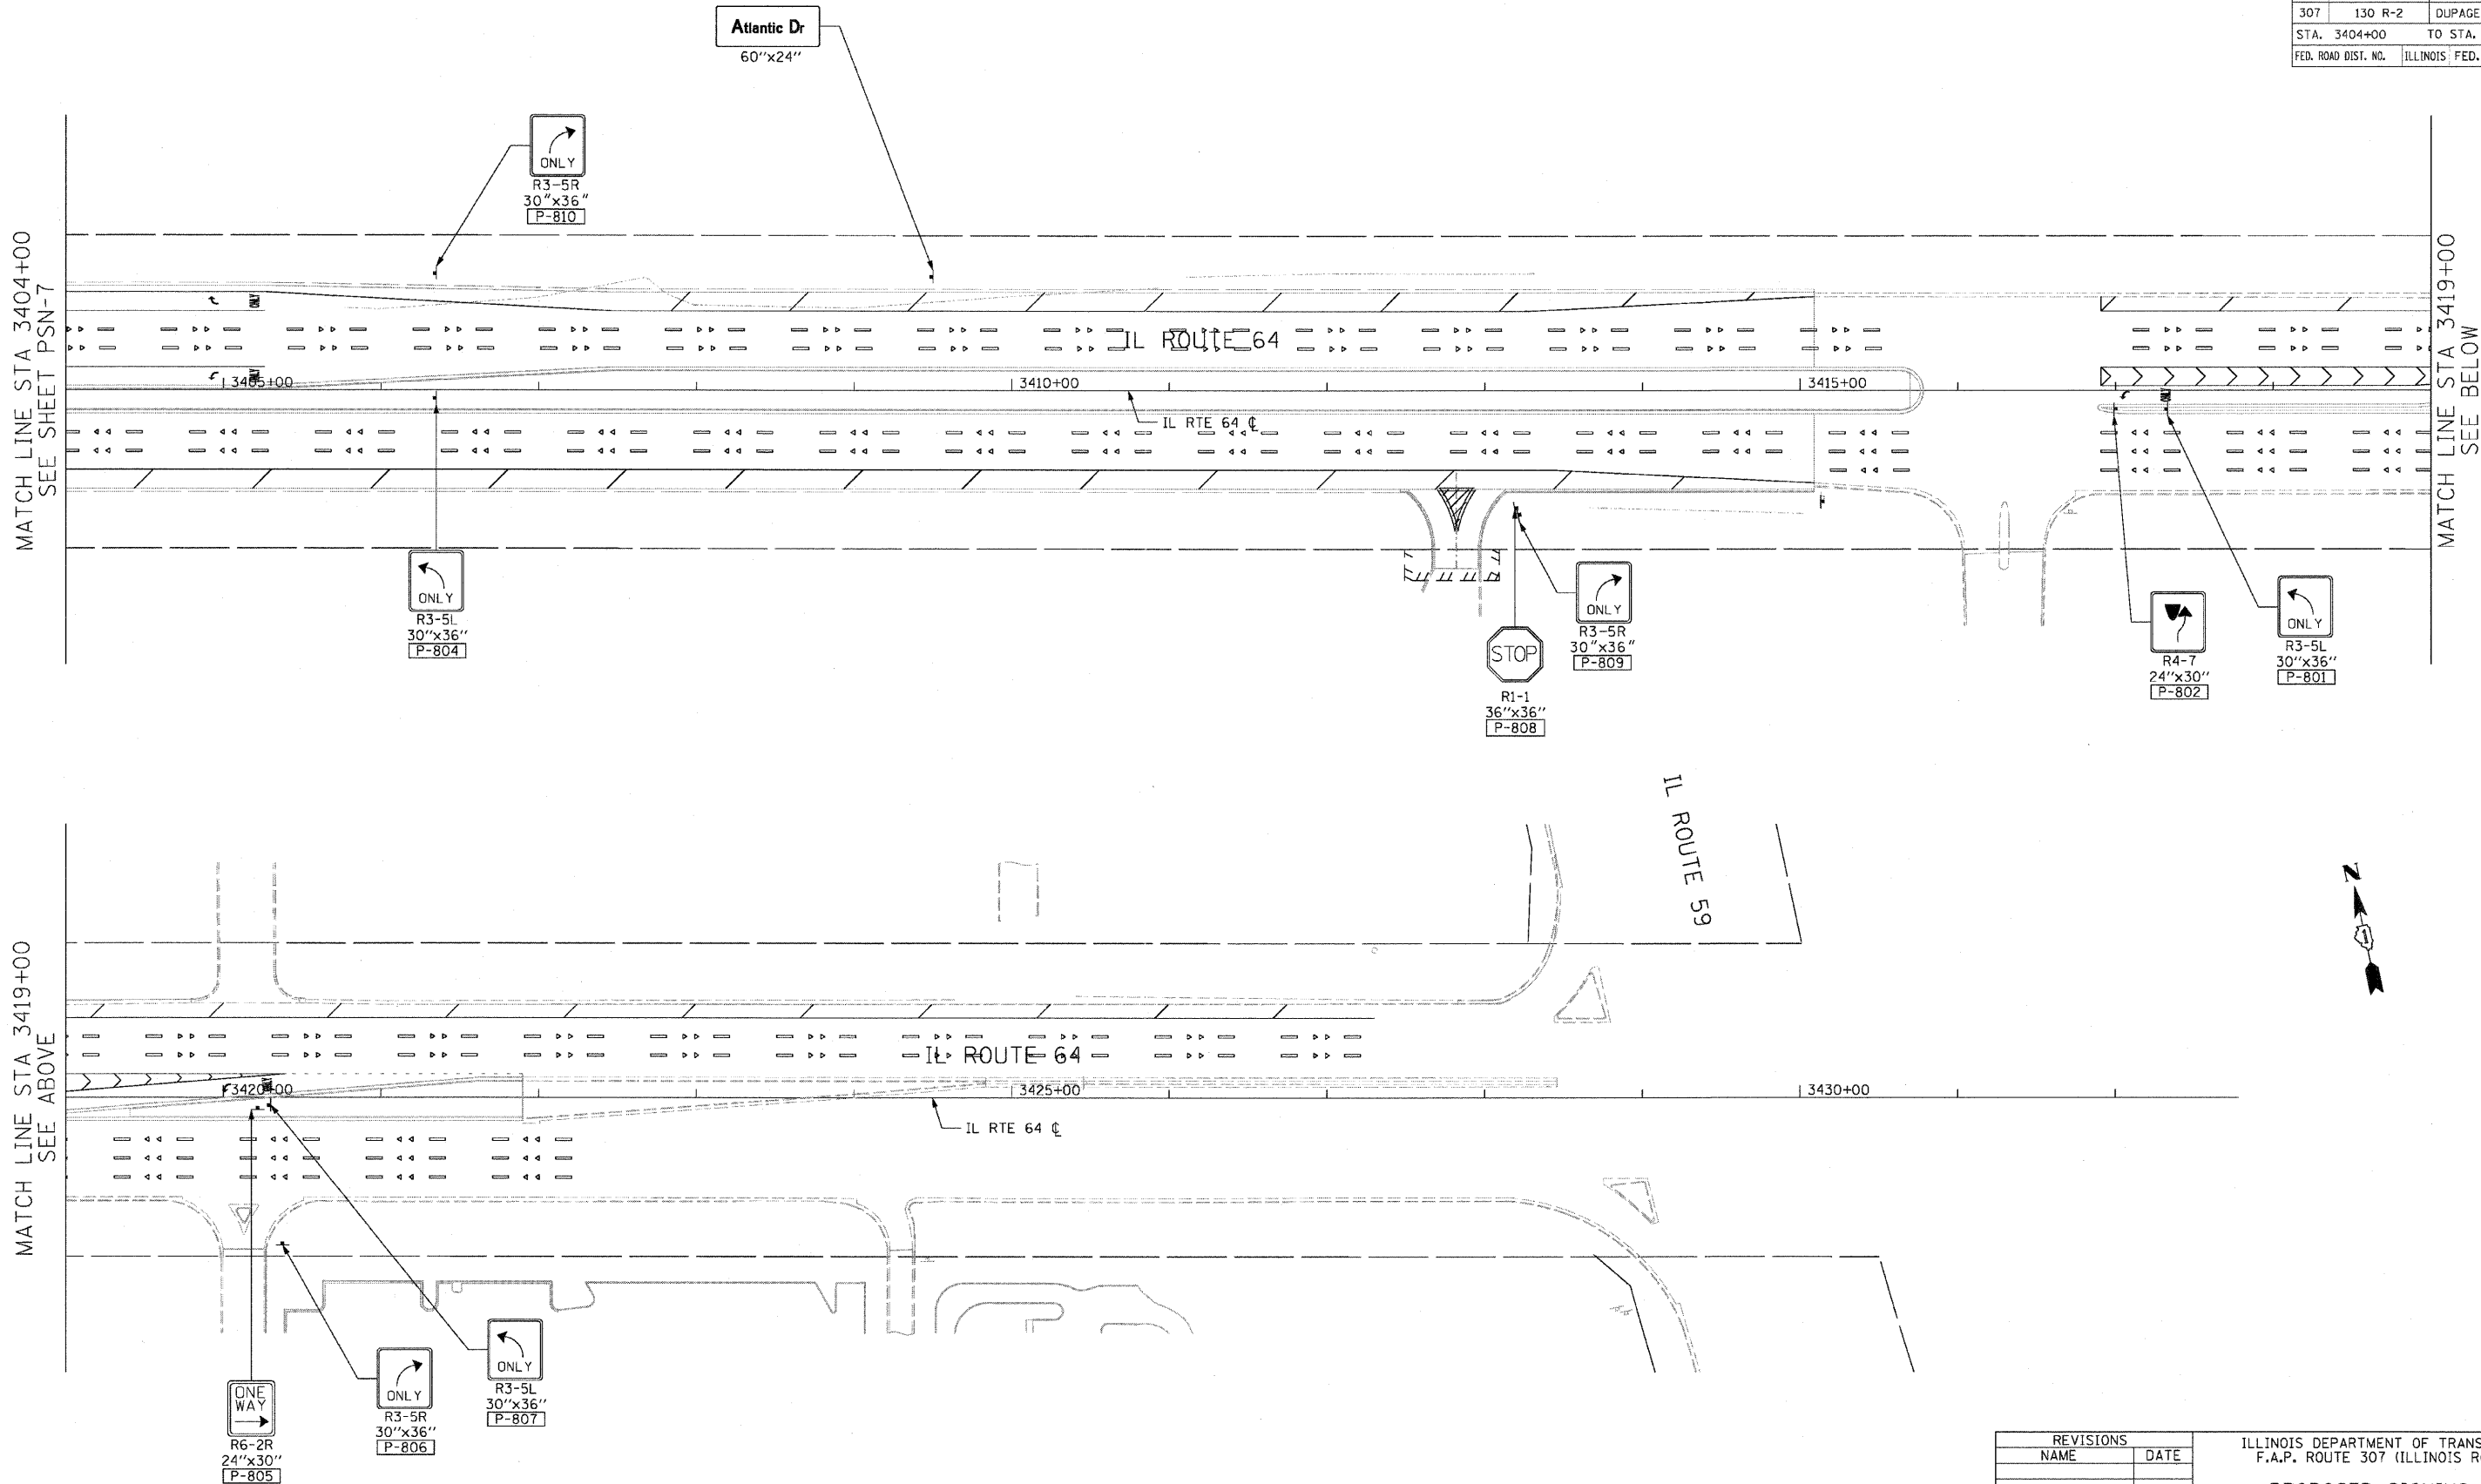 307 130 R-2 DUPAGE
STA. 3404+00 TO STA.
FED. ROAD DIST. NO. ILLINOIS FED.
Atlantic Dr
60"x24"
ONLY
R3-5R
30"x36"
P-810
MATCH LINE STA 3404+00
SEE SHEET PSN-7
ONLY
ONLY
IL ROUTE 64
3405+00
3410+00
3415+00
IL RTE 64 ℄
ONLY
MATCH LINE STA 3419+00
SEE BELOW
ONLY
R3-5L
30"x36"
P-804
STOP
R1-1
36"x36"
P-808
ONLY
R3-5R
30"x36"
P-809
R4-7
24"x30"
P-802
ONLY
R3-5L
30"x36"
P-801
IL ROUTE 59
N
MATCH LINE STA 3419+00
SEE ABOVE
IL ROUTE 64
ONLY
3420+00
3425+00
3430+00
IL RTE 64 ℄
ONE
WAY
R6-2R
24"x30"
P-805
ONLY
R3-5R
30"x36"
P-806
ONLY
R3-5L
30"x36"
P-807
REVISIONS
NAME DATE
ILLINOIS DEPARTMENT OF TRANS
F.A.P. ROUTE 307 (ILLINOIS R